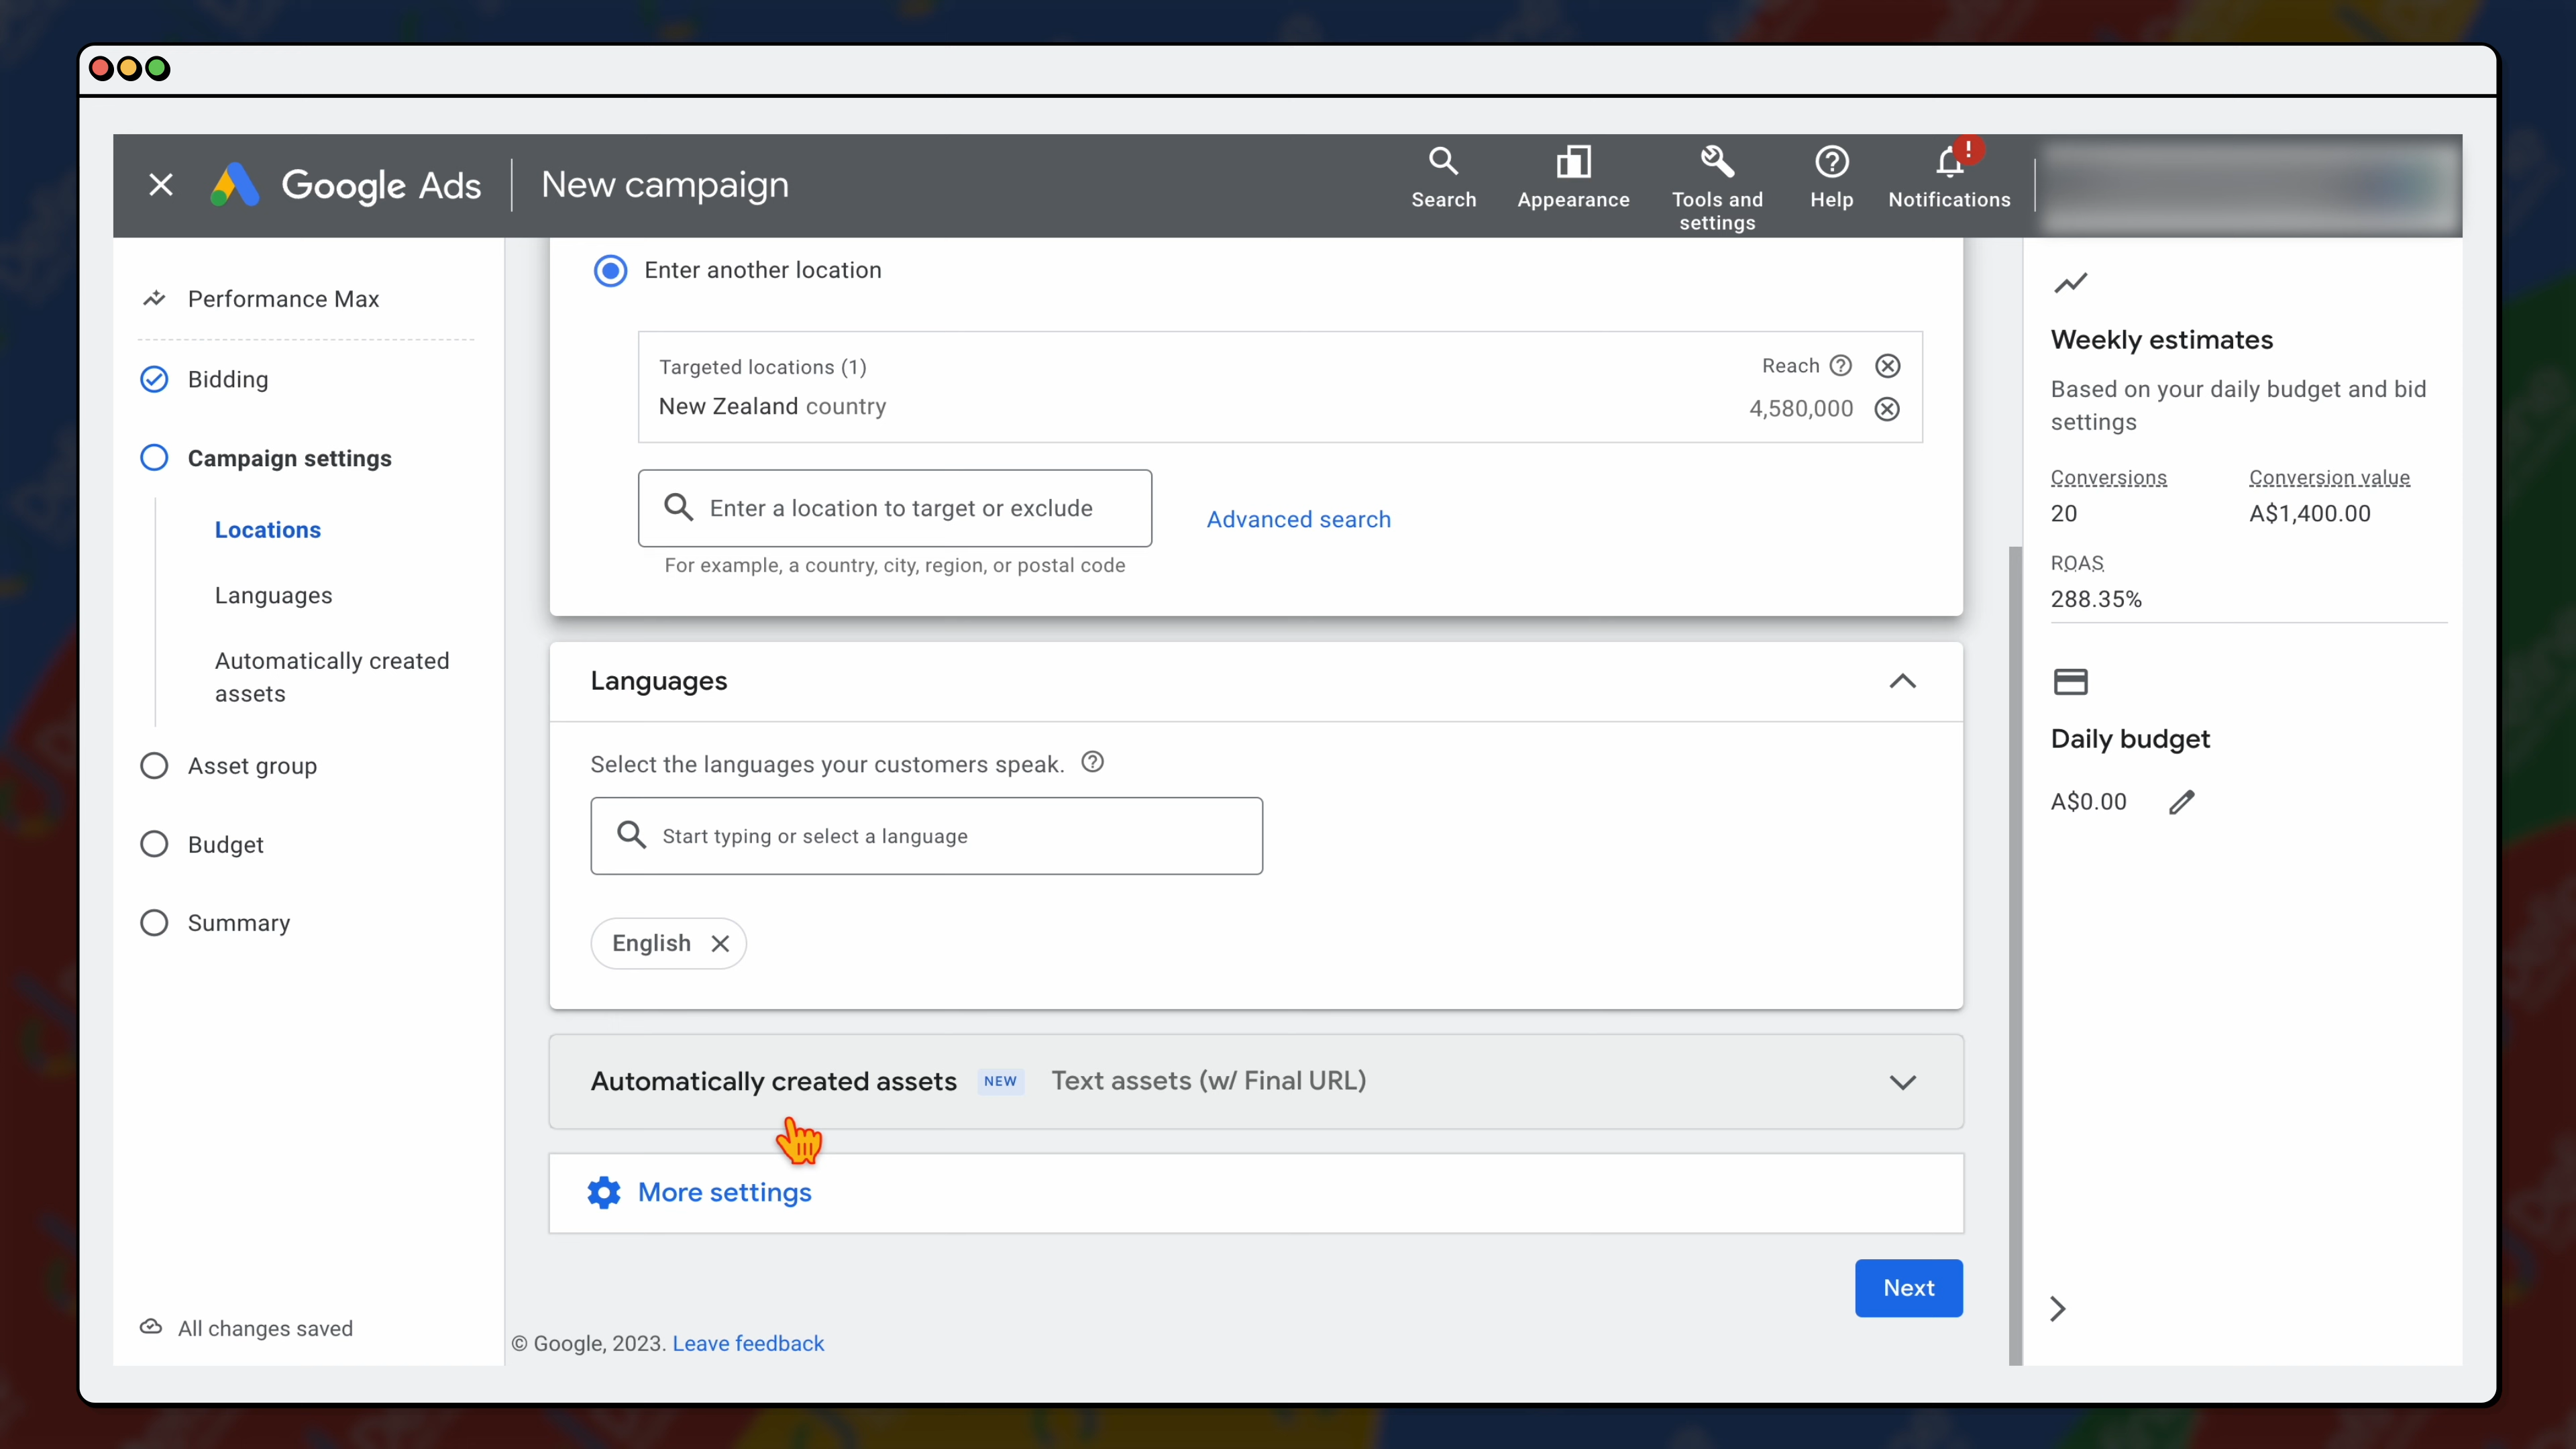 Google Ads
New campaign
Search
Appearance
Tools and
settings
Help
Notifications
Performance Max
Bidding
Campaign settings
Locations
Languages
Automatically created
assets
Asset group
Budget
Summary
All changes saved
Enter another location
Targeted locations (1)
Reach
New Zealand country
4,580,000
Enter a location to target or exclude
Advanced search
For example, a country, city, region, or postal code
Languages
Select the languages your customers speak.
Start typing or select a language
English
Automatically created assets NEW Text assets (w/ Final URL)
More settings
Next
© Google, 2023. Leave feedback
Weekly estimates
Based on your daily budget and bid
settings
Conversions
Conversion value
20
A$1,400.00
ROAS
288.35%
Daily budget
A$0.00